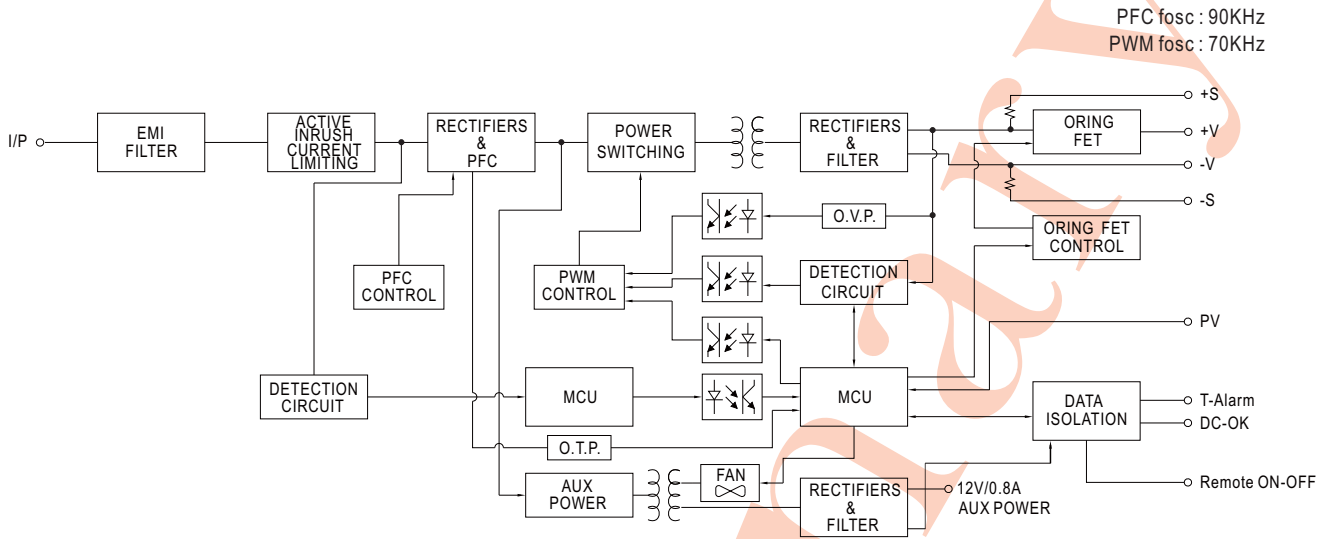 PFC fosc : 90KHz
PWM fosc : 70KHz
I/P
EMI
FILTER
ACTIVE
INRUSH
CURRENT
LIMITING
RECTIFIERS
&
PFC
POWER
SWITCHING
RECTIFIERS
&
FILTER
ORING
FET
+S
+V
-V
-S
O.V.P.
ORING FET
CONTROL
PFC
CONTROL
PWM
CONTROL
DETECTION
CIRCUIT
PV
DETECTION
CIRCUIT
MCU
MCU
DATA
ISOLATION
T-Alarm
DC-OK
O.T.P.
Remote ON-OFF
AUX
POWER
FAN
RECTIFIERS
&
FILTER
12V/0.8A
AUX POWER